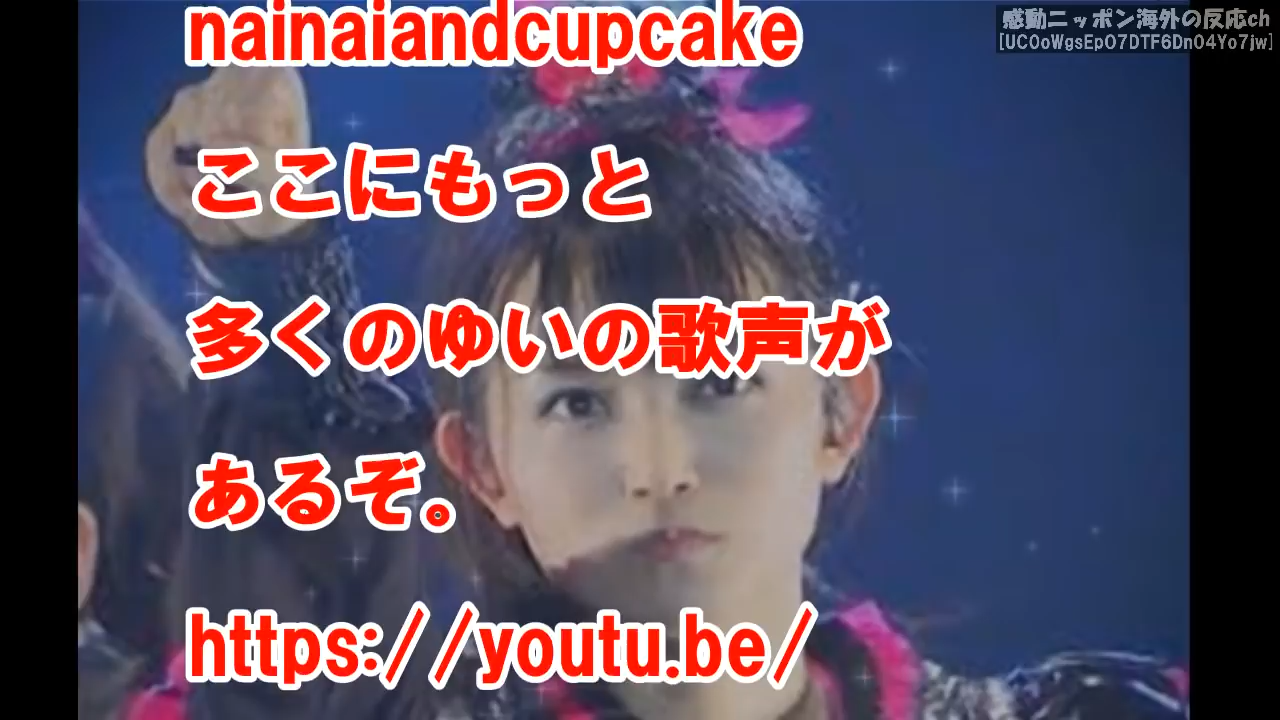 感動ニッポン海外の反応ch
[UCOoWgsEpO7DTF6DnO4Yo7jw]
nainaiandcupcake
ここにもっと
多くのゆいの歌声が
あるぞ。
https://youtu.be/